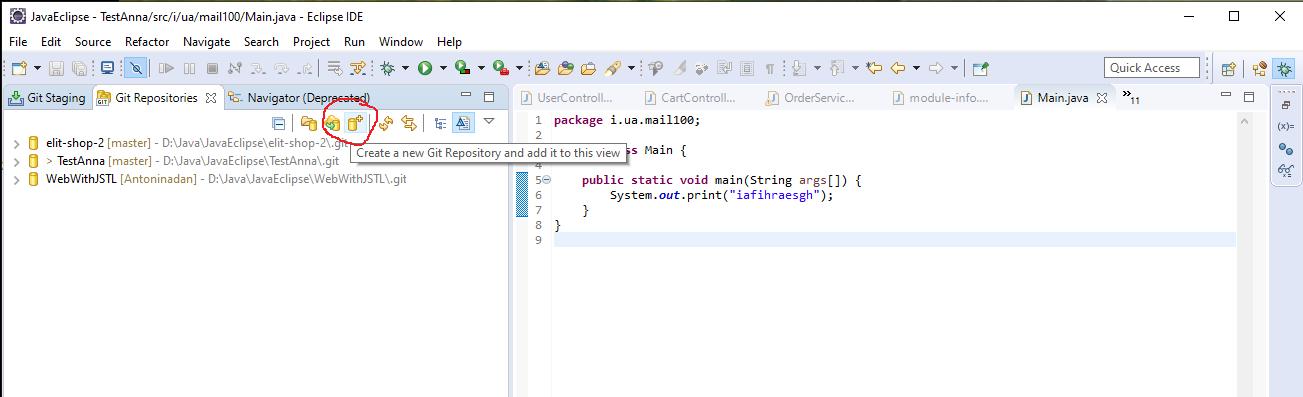 JavaEclipse - TestAnna/src/i/ua/mail100/Main.java - Eclipse IDE
File Edit Source Refactor Navigate Search Project Run Window Help
Quick Access
Git Staging Git Repositories Navigator (Deprecated)
UserControll... CartControll... OrderServic... module-info.... Main.java »11
elit-shop-2 [master] - D:\Java\JavaEclipse\elit-shop-2\.git
> TestAnna [master] - D:\Java\JavaEclipse\TestAnna\.git
WebWithJSTL [Antoninadan] - D:\Java\JavaEclipse\WebWithJSTL\.git
Create a new Git Repository and add it to this view
1 package i.ua.mail100;
2
ss Main {
4
5 public static void main(String args[]) {
6 System.out.print("iafihraesgh");
7 }
8 }
9
(x)=